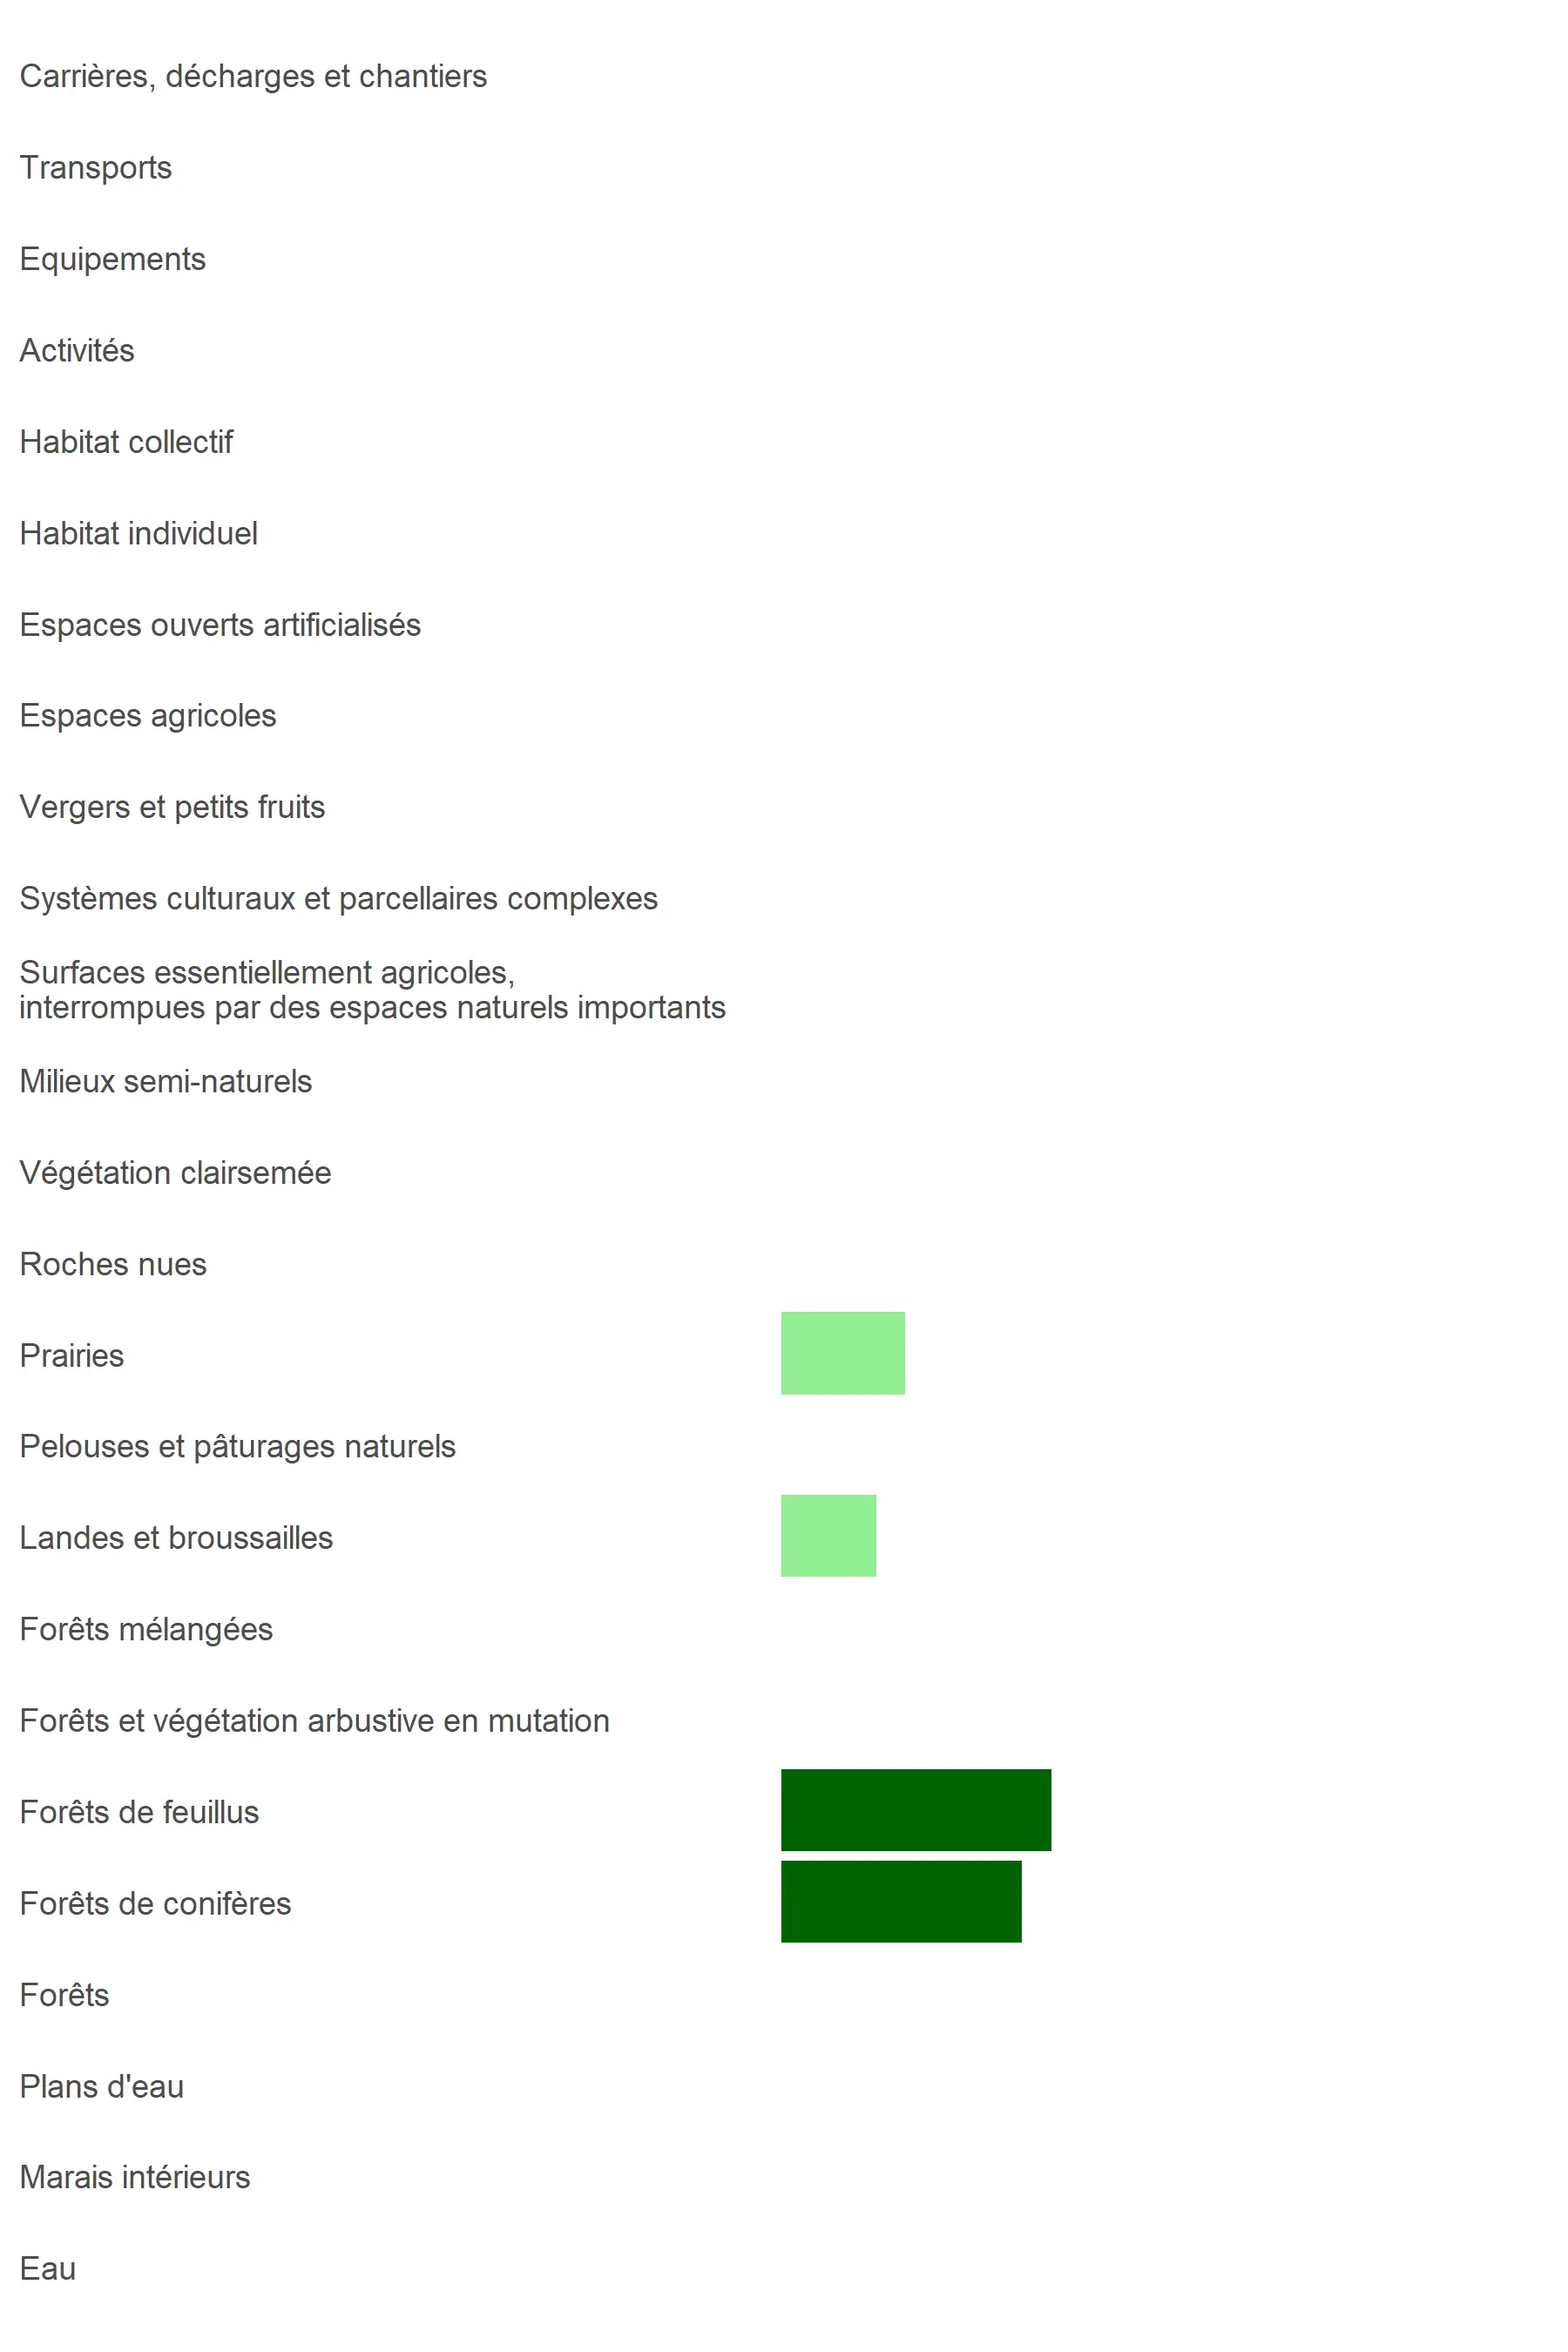 Carrières, décharges et chantiers
Transports
Equipements
Activités
Habitat collectif
Habitat individuel
Espaces ouverts artificialisés
Espaces agricoles
Vergers et petits fruits
Systèmes culturaux et parcellaires complexes
Surfaces essentiellement agricoles,
interrompues par des espaces naturels importants
Milieux semi-naturels
Végétation clairsemée
Roches nues
Prairies
Pelouses et pâturages naturels
Landes et broussailles
Forêts mélangées
Forêts et végétation arbustive en mutation
Forêts de feuillus
Forêts de conifères
Forêts
Plans d'eau
Marais intérieurs
Eau